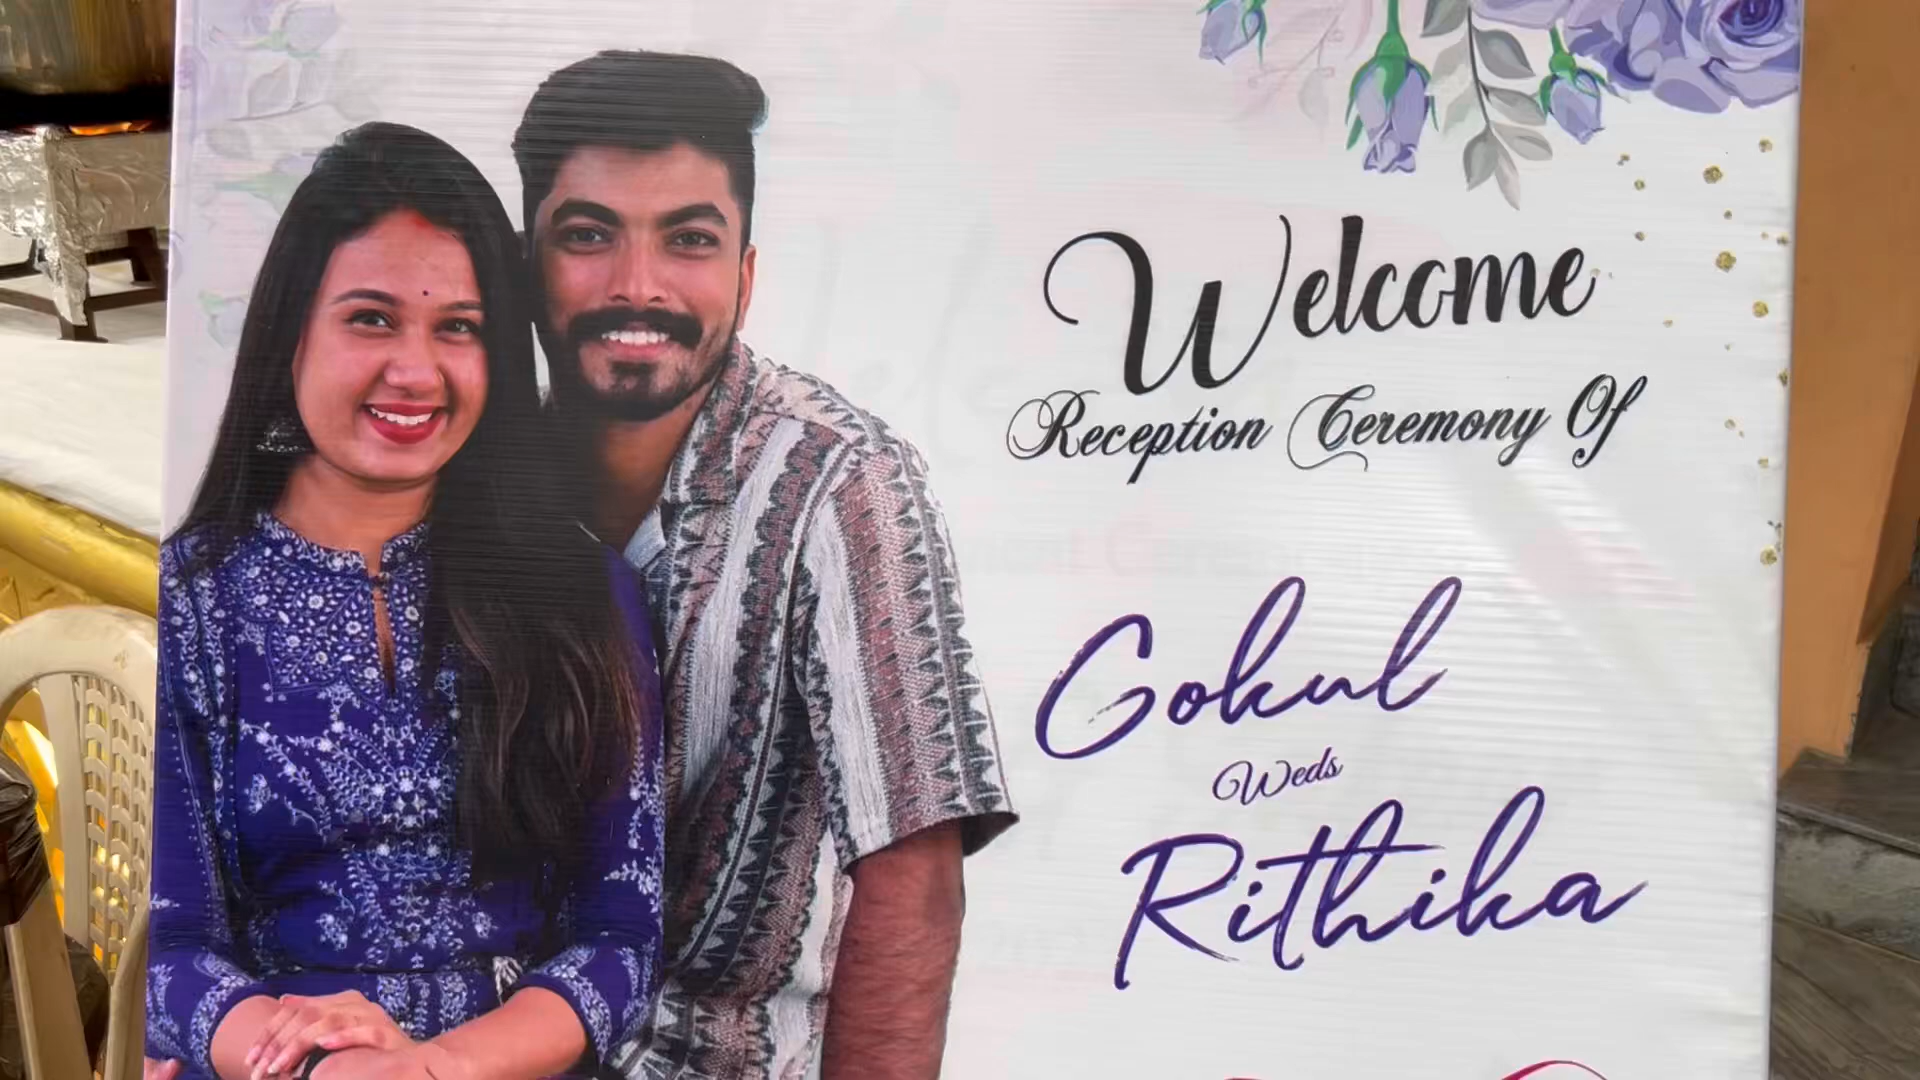 Welcome
Reception Ceremony Of
Gokul
Weds
Rithika